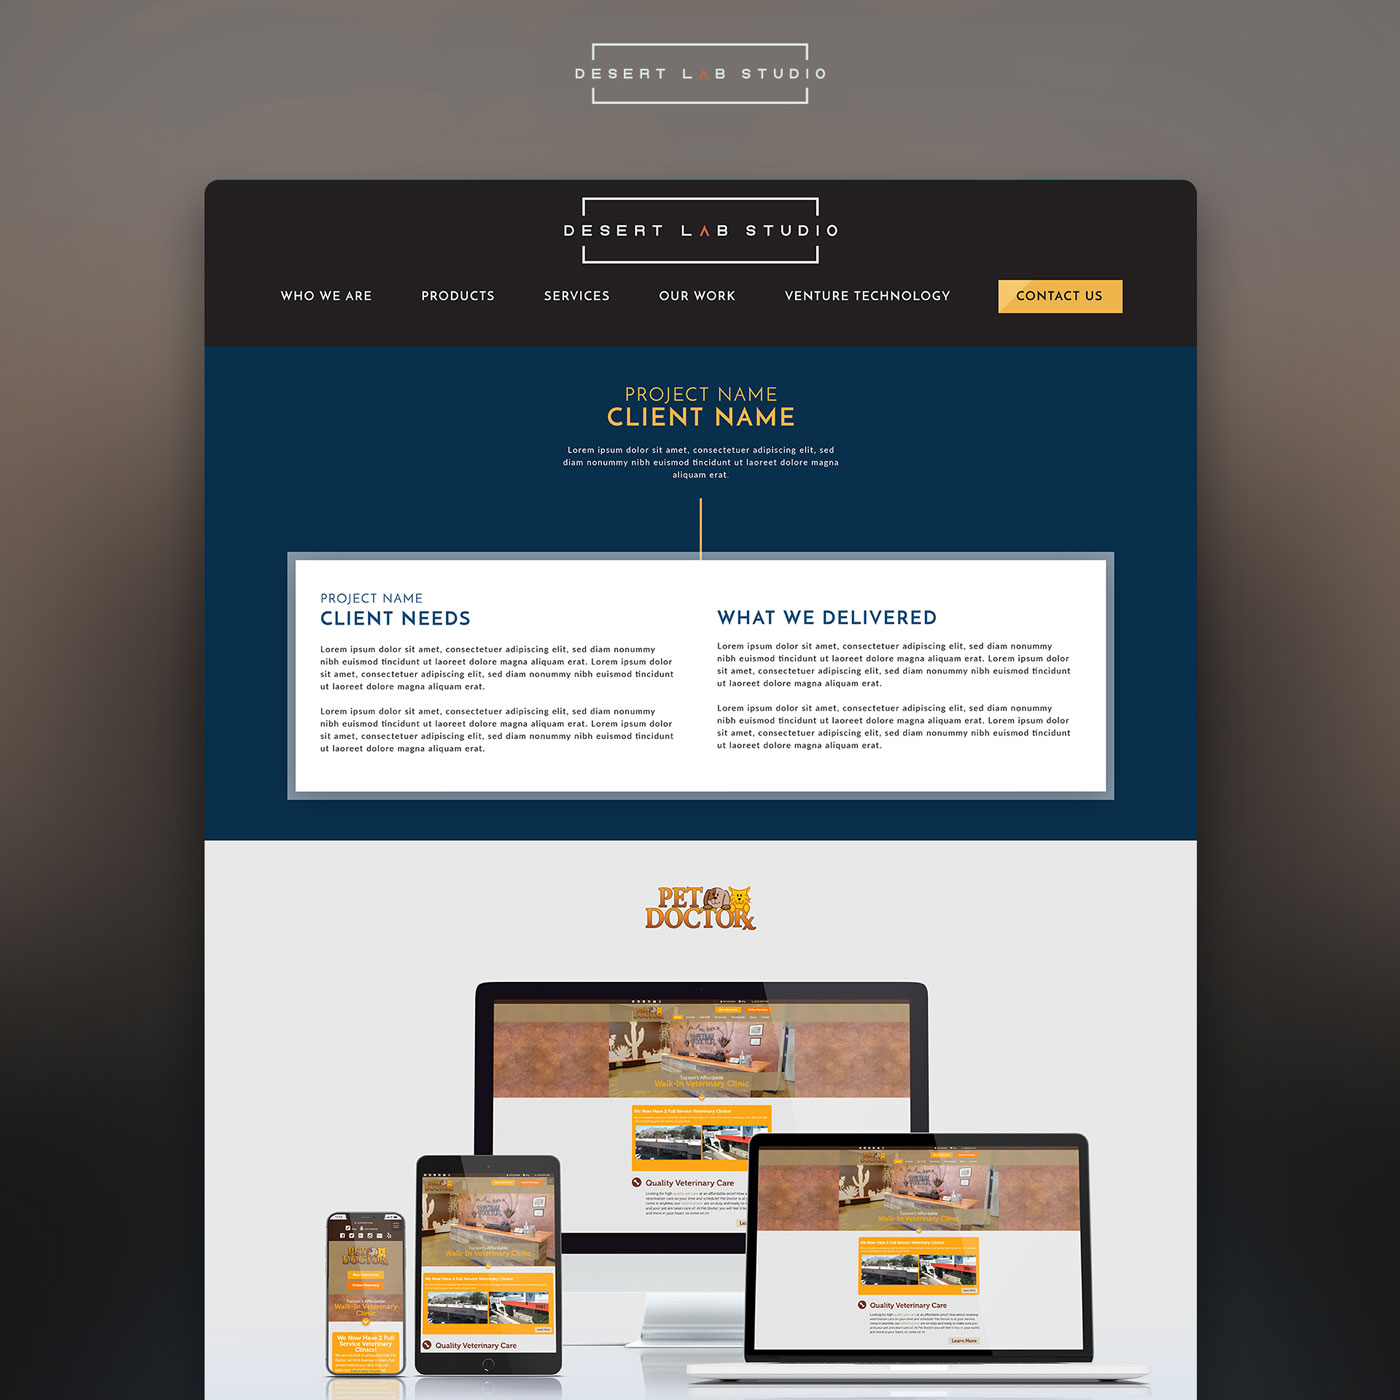 DESERT LAB STUDIO
DESERT LAB STUDIO
WHO WE ARE
PRODUCTS
SERVICES
OUR WORK
VENTURE TECHNOLOGY
CONTACT US
PROJECT NAME
CLIENT NAME
Lorem ipsum dolor sit amet, consectetuer adipiscing elit, sed
diam nonummy nibh euismod tincidunt ut laoreet dolore magna
aliquam erat.
PROJECT NAME
CLIENT NEEDS
Lorem ipsum dolor sit amet, consectetuer adipiscing elit, sed diam nonummy
nibh euismod tincidunt ut laoreet dolore magna aliquam erat. Lorem ipsum dolor
sit amet, consectetuer adipiscing elit, sed diam nonummy nibh euismod tincidunt
ut laoreet dolore magna aliquam erat.
Lorem ipsum dolor sit amet, consectetuer adipiscing elit, sed diam nonummy
nibh euismod tincidunt ut laoreet dolore magna aliquam erat. Lorem ipsum dolor
sit amet, consectetuer adipiscing elit, sed diam nonummy nibh euismod tincidunt
ut laoreet dolore magna aliquam erat.
WHAT WE DELIVERED
Lorem ipsum dolor sit amet, consectetuer adipiscing elit, sed diam nonummy
nibh euismod tincidunt ut laoreet dolore magna aliquam erat. Lorem ipsum dolor
sit amet, consectetuer adipiscing elit, sed diam nonummy nibh euismod tincidunt
ut laoreet dolore magna aliquam erat.
Lorem ipsum dolor sit amet, consectetuer adipiscing elit, sed diam nonummy
nibh euismod tincidunt ut laoreet dolore magna aliquam erat. Lorem ipsum dolor
sit amet, consectetuer adipiscing elit, sed diam nonummy nibh euismod tincidunt
ut laoreet dolore magna aliquam erat.
PET
DOCTORx
PET
DOCTOR
Tucson's Affordable
Walk-In Veterinary Clinic
We Now Have 2 Full Service Veterinary Clinics!
Quality Veterinary Care
Tucson's Affordable
Walk-In Veterinary Clinic
We Now Have 2 Full Service Veterinary Clinics!
Quality Veterinary Care
Learn More
Tucson's Affordable
Walk-In Veterinary Clinic
We Now Have 2 Full Service Veterinary Clinics!
Quality Veterinary Care
PET
DOCTOR
Tucson's Affordable
Walk-In Veterinary
Clinic
We Now Have 2 Full
Service Veterinary
Clinics!